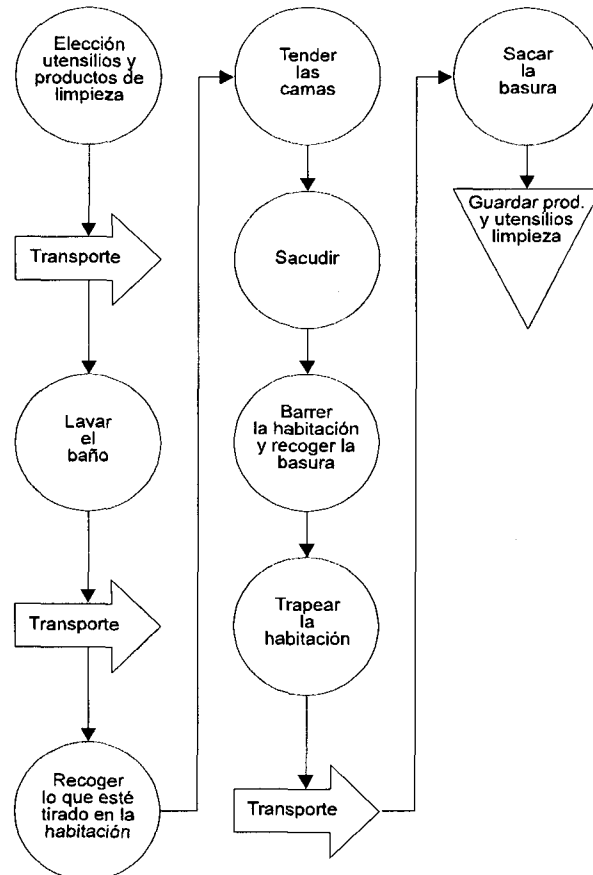 Elección
utensilios y
productos de
limpieza
Transporte
Lavar
el
baño
Transporte
Recoger
lo que esté
tirado en la
habitación
Tender
las
camas
Sacudir
Barrer
la habitación
y recoger la
basura
Trapear
la
habitación
Transporte
Sacar
la
basura
Guardar prod.
y utensilios
limpieza